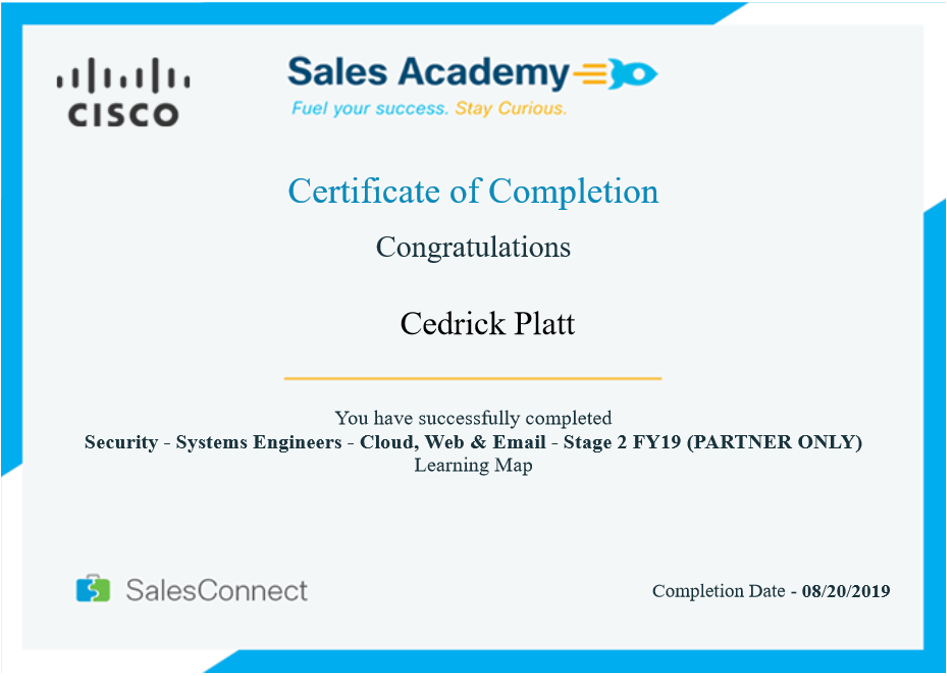 CISCO
Sales Academy
Fuel your success. Stay Curious.
Certificate of Completion
Congratulations
Cedrick Platt
You have successfully completed
Security - Systems Engineers - Cloud, Web & Email - Stage 2 FY19 (PARTNER ONLY)
Learning Map
SalesConnect
Completion Date - 08/20/2019